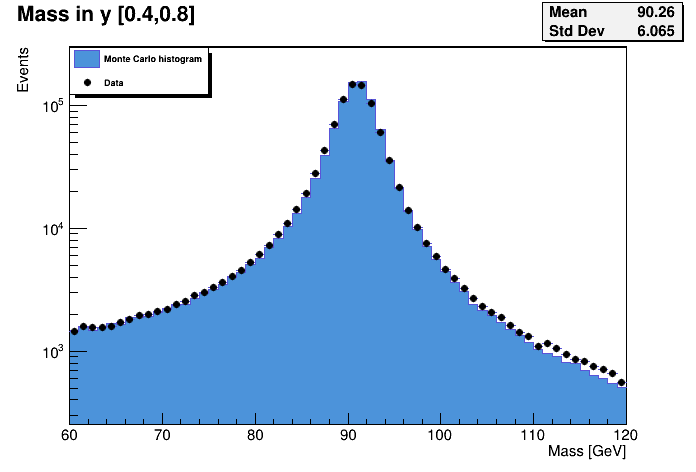 Mass in y [0.4,0.8]
Mean 90.26
Std Dev 6.065
Events
Monte Carlo histogram
Data
10^5
10^4
10^3
60 70 80 90 100 110 120
Mass [GeV]